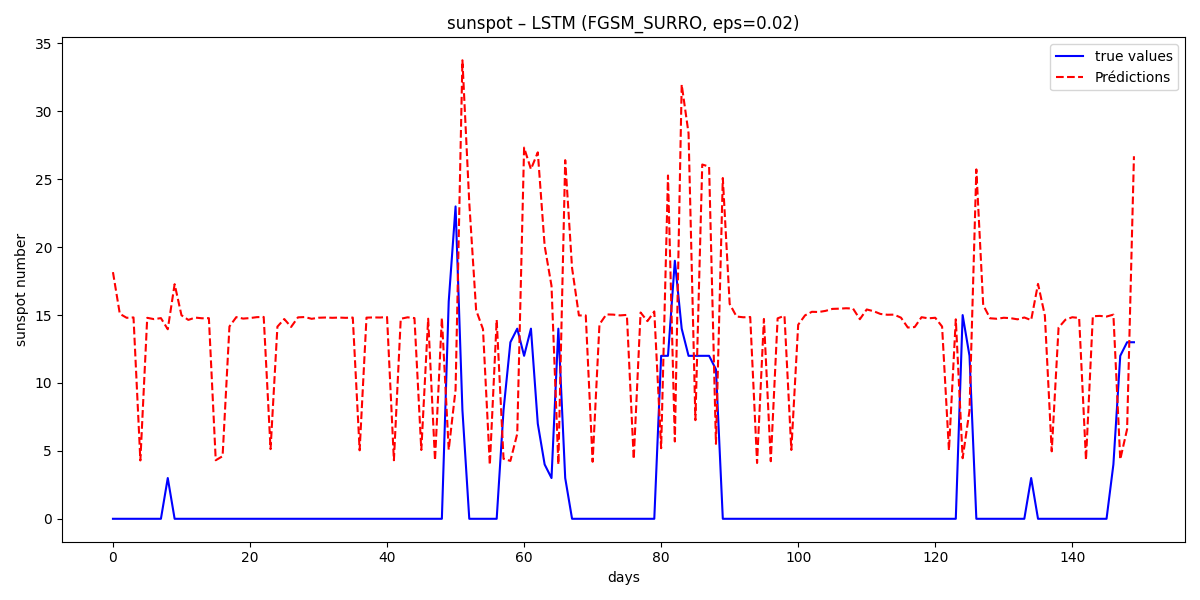 sunspot – LSTM (FGSM_SURRO, eps=0.02)
35
30
25
20
15
10
5
0
sunspot number
true values
Prédictions
0 20 40 60 80 100 120 140
days